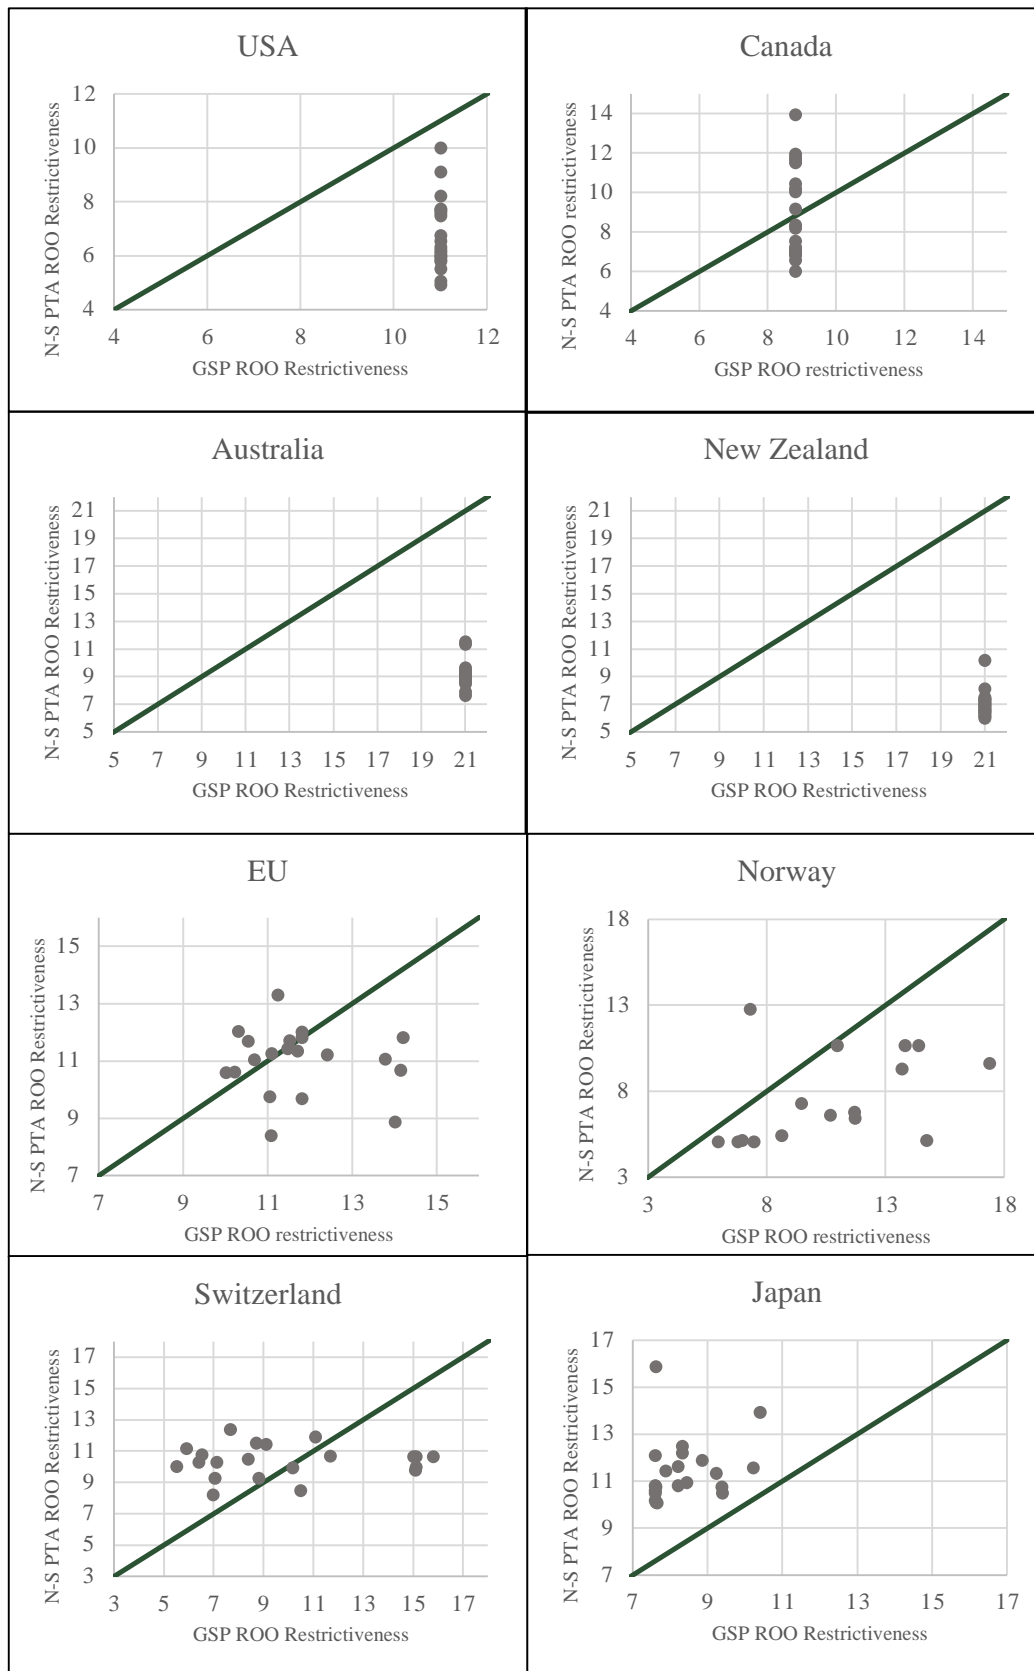 USA
N-S PTA ROO Restrictiveness
12
10
8
6
4
4 6 8 10 12
GSP ROO Restrictiveness
Canada
N-S PTA ROO restrictiveness
14
12
10
8
6
4
4 6 8 10 12 14
GSP ROO restrictiveness
Australia
N-S PTA ROO Restrictiveness
21
19
17
15
13
11
9
7
5
5 7 9 11 13 15 17 19 21
GSP ROO Restrictiveness
New Zealand
N-S PTA ROO Restrictiveness
21
19
17
15
13
11
9
7
5
5 7 9 11 13 15 17 19 21
GSP ROO Restrictiveness
EU
N-S PTA ROO Restrictiveness
15
13
11
9
7
7 9 11 13 15
GSP ROO restrictiveness
Norway
N-S PTA ROO Restrictiveness
18
13
8
3
3 8 13 18
GSP ROO restrictiveness
Switzerland
N-S PTA ROO Restrictiveness
17
15
13
11
9
7
5
3
3 5 7 9 11 13 15 17
GSP ROO Restrictiveness
Japan
N-S PTA ROO Restrictiveness
17
15
13
11
9
7
7 9 11 13 15 17
GSP ROO Restrictiveness